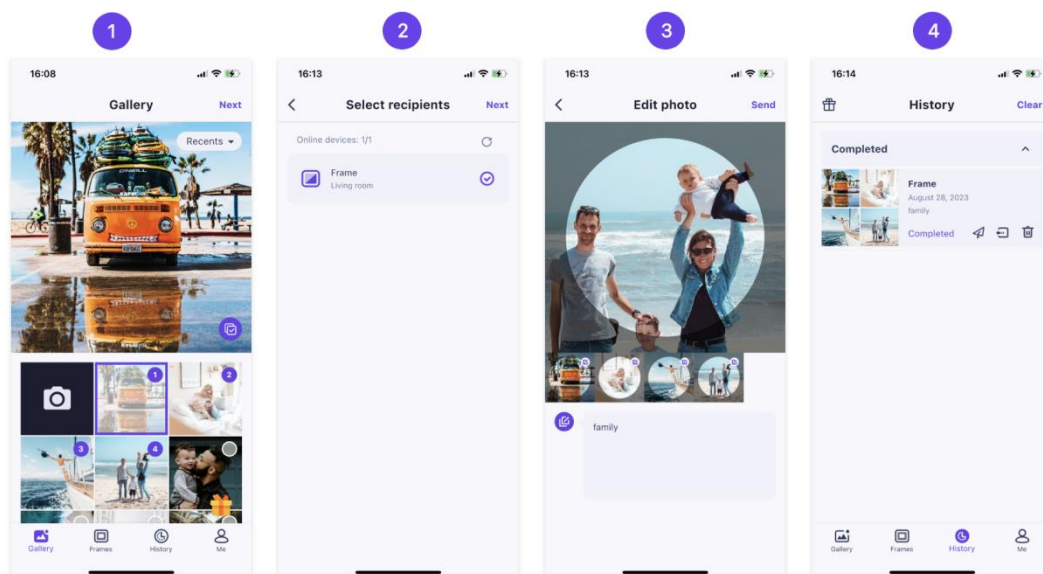 1
2
3
4
16:08
Gallery
Next
Recents
O'NEILL
1
2
3
4
Gallery
Frames
History
Me
16:13
Select recipients
Next
Online devices: 1/1
Frame
Living room
16:13
Edit photo
Send
family
16:14
History
Clear
Completed
Frame
August 28, 2023
family
Completed
Gallery
Frames
History
Me